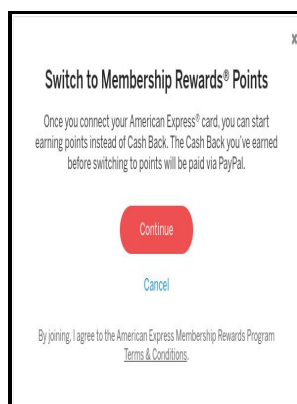 x
Switch to Membership Rewards® Points
Once you connect your American Express® card, you can start
earning points instead of Cash Back. The Cash Back you've earned
before switching to points will be paid via PayPal.
Continue
Cancel
By joining, I agree to the American Express Membership Rewards Program
Terms & Conditions.